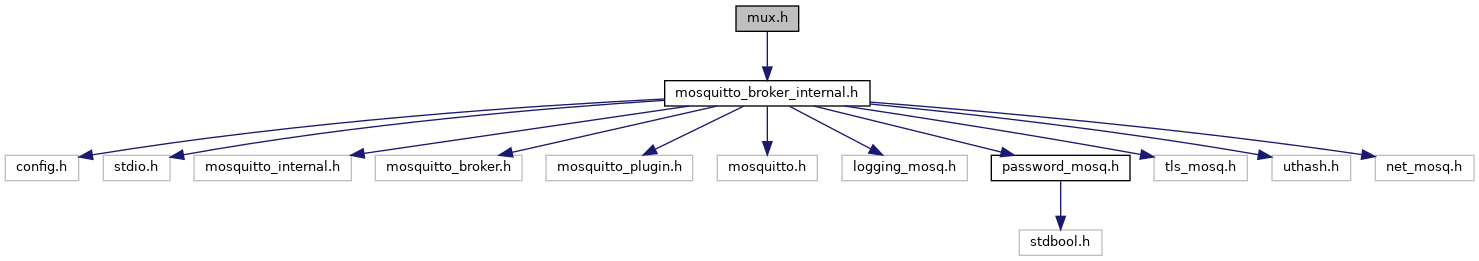 mux.h
mosquitto_broker_internal.h
config.h
stdio.h
mosquitto_internal.h
mosquitto_broker.h
mosquitto_plugin.h
mosquitto.h
logging_mosq.h
password_mosq.h
tls_mosq.h
uthash.h
net_mosq.h
stdbool.h